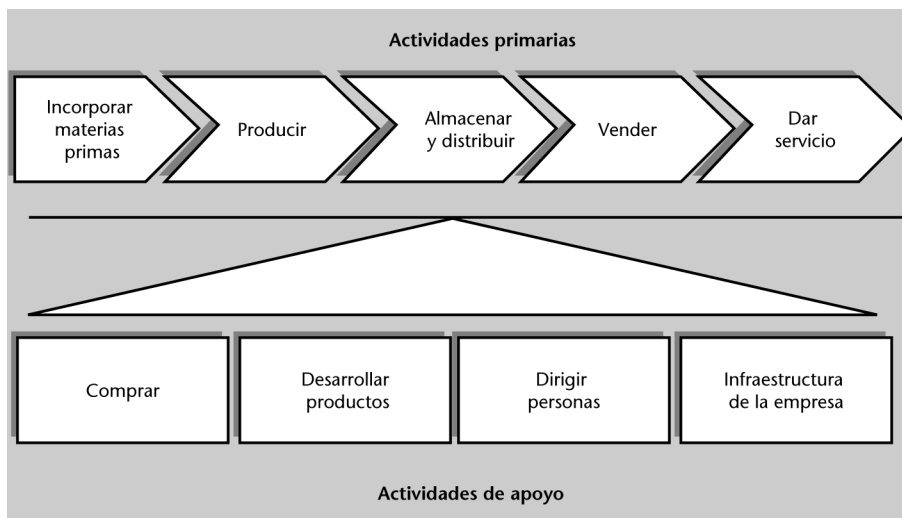 Actividades primarias
Incorporar
materias
primas
Producir
Almacenar
y distribuir
Vender
Dar
servicio
Comprar
Desarrollar
productos
Dirigir
personas
Infraestructura
de la empresa
Actividades de apoyo